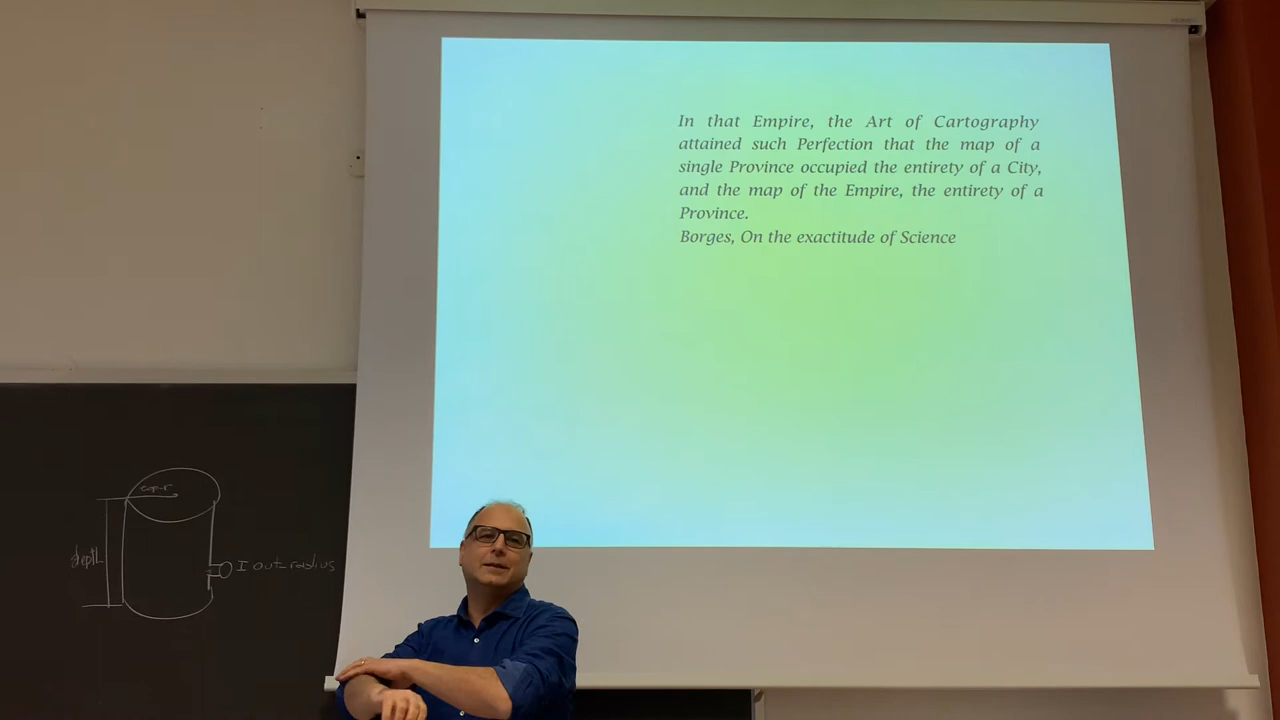 In that Empire, the Art of Cartography
attained such Perfection that the map of a
single Province occupied the entirety of a City,
and the map of the Empire, the entirety of a
Province.
Borges, On the exactitude of Science
depth
I out_radius